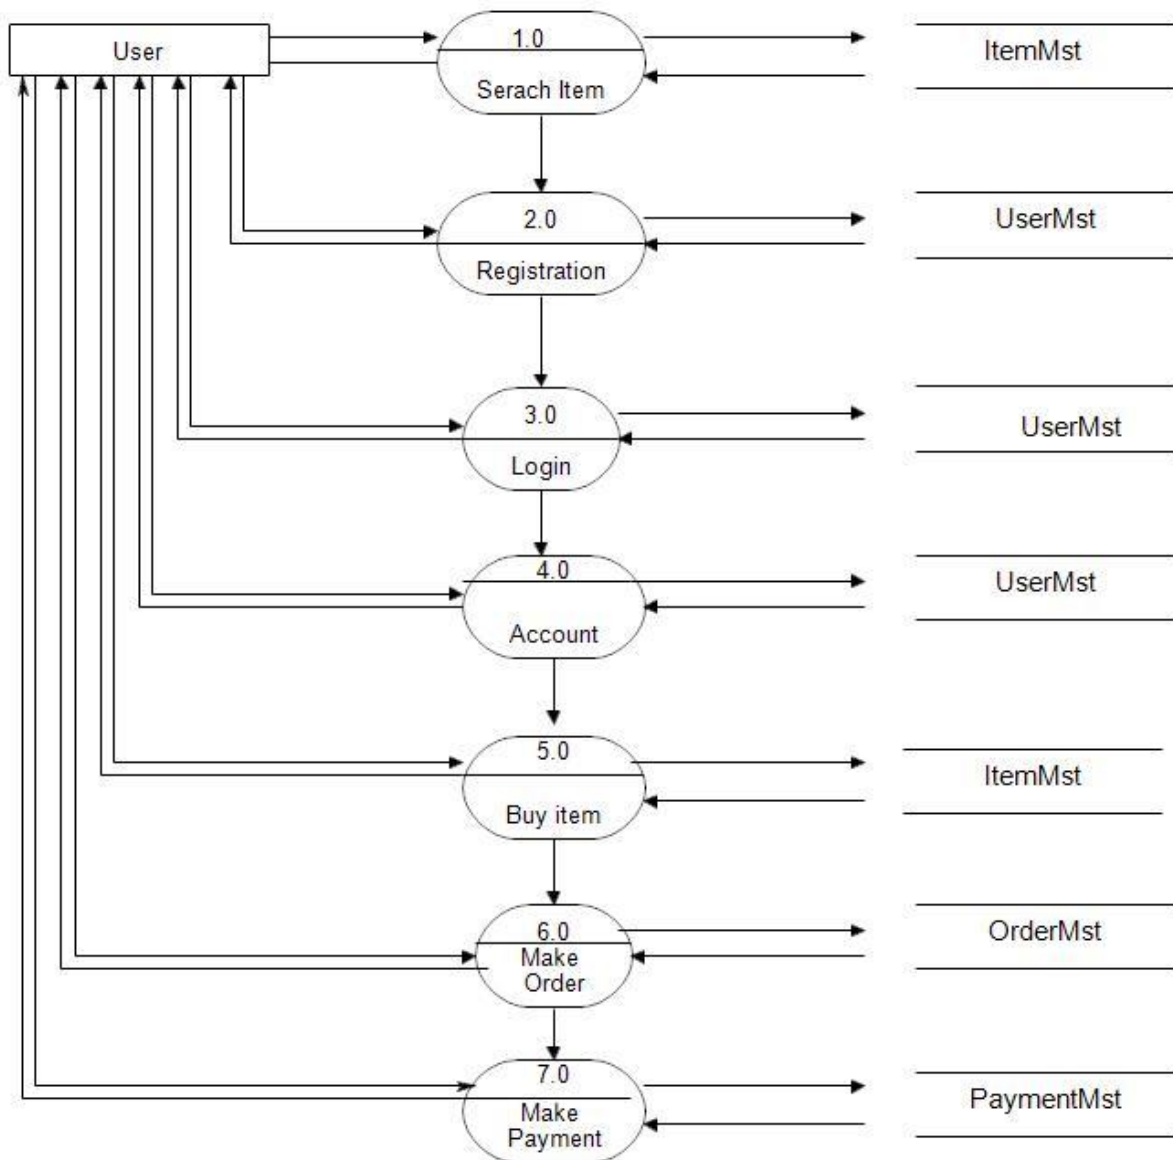 User
1.0
Serach Item
ItemMst
2.0
Registration
UserMst
3.0
Login
UserMst
4.0
Account
UserMst
5.0
Buy item
ItemMst
6.0
Make
Order
OrderMst
7.0
Make
Payment
PaymentMst